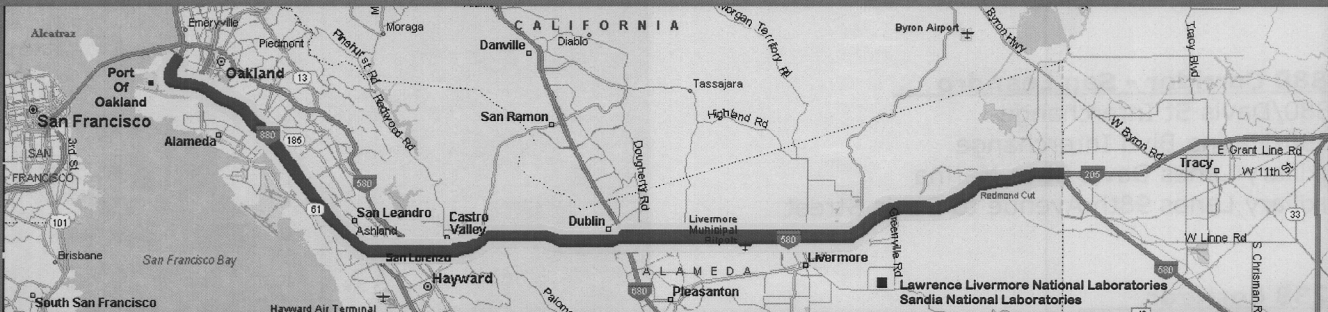 CALIFORNIA
Alcatraz
Emeryville
Moraga
Piedmont
Pinehurst Rd
Danville
Diablo
Morgan Territory Rd
Byron Airport
Byron Hwy
Tracy Blvd
Port
Of
Oakland
Oakland
13
Redwood Rd
Tassajara
San Francisco
San Ramon
Highland Rd
W Byron Rd
E Grant Line Rd
880
185
Alameda
SAN
FRANCISCO
3rd St
Dougherty Rd
Tracy
W 11th
St
580
205
Redmond Cut
61
San Leandro
Ashland
Castro
Valley
Dublin
Livermore
Municipal
Greenville Rd
33
101
580
W Linne Rd
Brisbane
San Francisco Bay
San Lorenzo
Hayward
ALAMEDA
Livermore
S Chrisman R
580
680
Pleasanton
Lawrence Livermore National Laboratories
Sandia National Laboratories
South San Francisco
Hayward Air Terminal
Palom